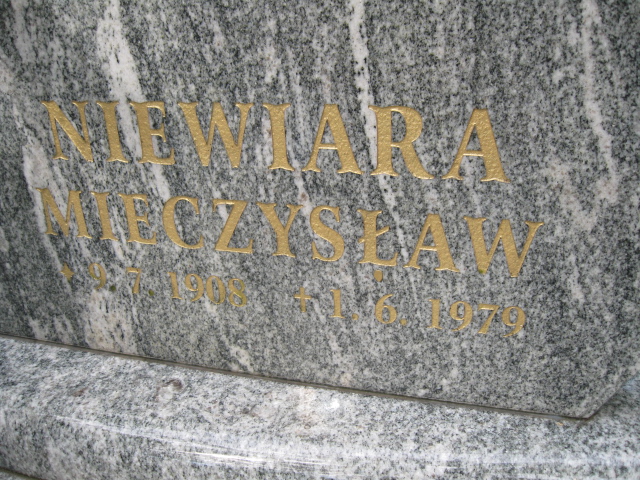 NIEWIARA
MIECZYSŁAW
* 9. 7. 1908 † 1. 6. 1979